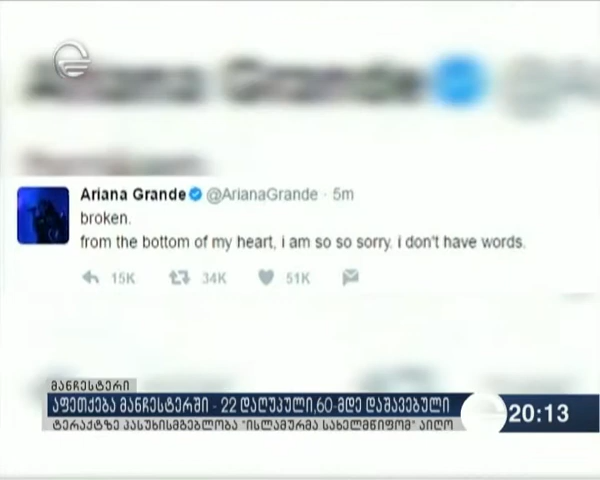 Ariana Grande @ArianaGrande · 5m
broken.
from the bottom of my heart, i am so so sorry. i don't have words.
15K 34K 51K
მანჩესტერი
აფეთქება მანჩესტერში - 22 დაღუპული,60-მდე დაშავებული
ტერაქტზე პასუხისმგებლობა "ისლამურმა სახელმწიფომ" აიღო
20:13